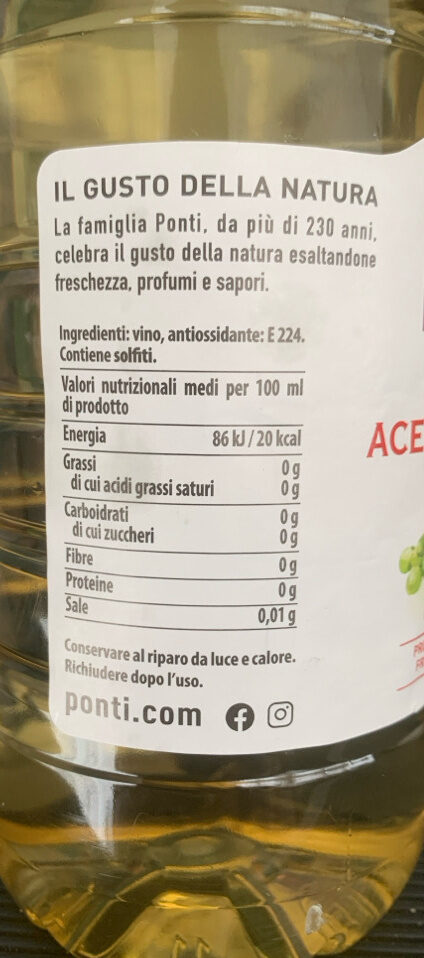 IL GUSTO DELLA NATURA
La famiglia Ponti, da più di 230 anni,
celebra il gusto della natura esaltandone
freschezza, profumi e sapori.
Ingredienti: vino, antiossidante: E 224.
Contiene solfiti.
Valori nutrizionali medi per 100 ml
di prodotto
Energia 86 kJ / 20 kcal
Grassi 0 g
di cui acidi grassi saturi 0 g
Carboidrati 0 g
di cui zuccheri 0 g
Fibre 0 g
Proteine 0 g
Sale 0,01 g
Conservare al riparo da luce e calore.
Richiudere dopo l'uso.
ponti.com
ACE